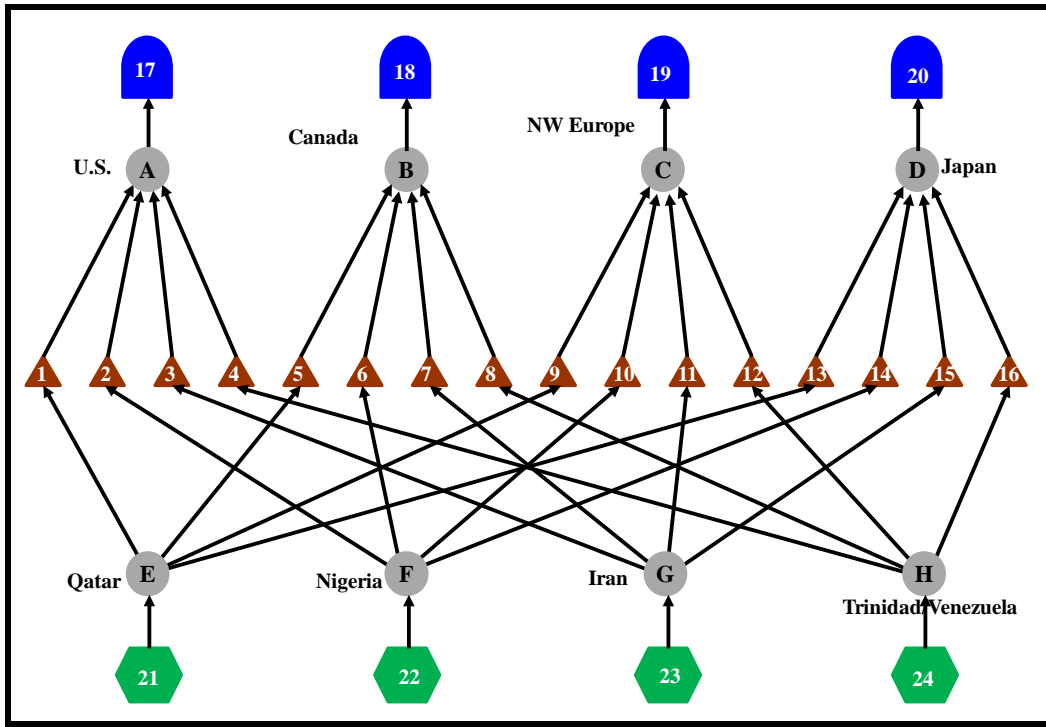 17 18 19 20
NW Europe
Canada
U.S. A B C D Japan
1 2 3 4 5 6 7 8 9 10 11 12 13 14 15 16
Qatar E Nigeria F Iran G H
Trinidad/Venezuela
21 22 23 24